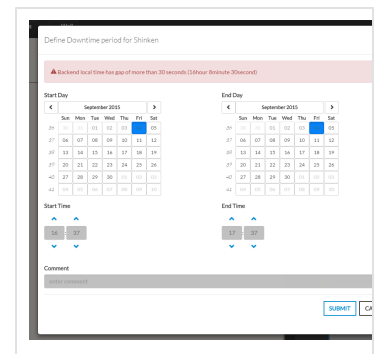 Define Downtime period for Shinken
Backend local time has gap of more than 30 seconds (16hour 8minute 30second)
Start Day
End Day
September 2015
September 2015
Sun Mon Tue Wed Thu Fri Sat
Sun Mon Tue Wed Thu Fri Sat
36 30 31 01 02 03 05
36 30 31 01 02 03 05
37 06 07 08 09 10 11 12
37 06 07 08 09 10 11 12
38 13 14 15 16 17 18 19
38 13 14 15 16 17 18 19
39 20 21 22 23 24 25 26
39 20 21 22 23 24 25 26
40 27 28 29 30 01 02 03
40 27 28 29 30 01 02 03
41 04 05 06 07 08 09 10
41 04 05 06 07 08 09 10
Start Time
End Time
16 : 37
17 : 37
Comment
Enter comment
SUBMIT CA